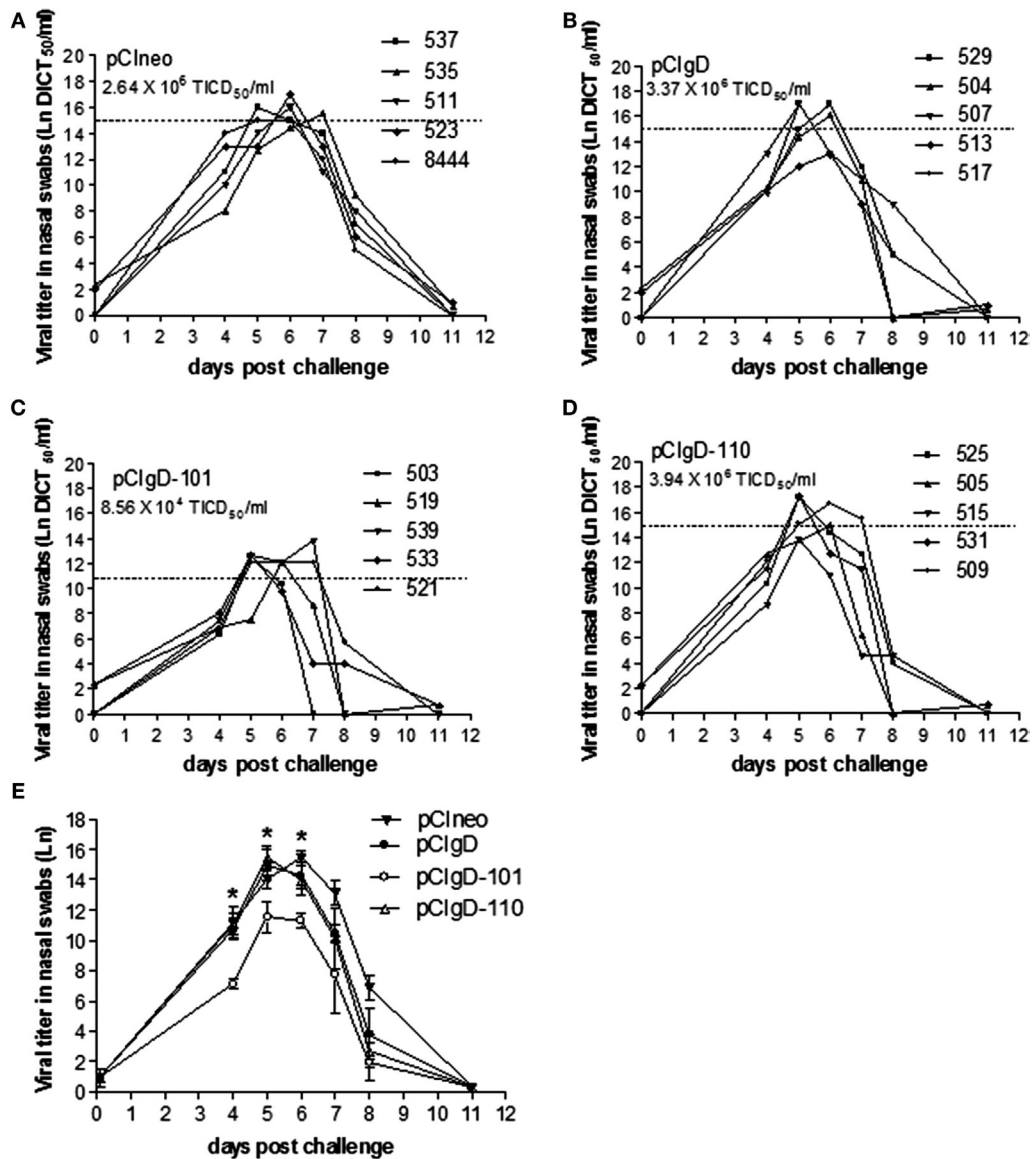 A
Viral titer in nasal swabs (Ln DICT 50/ml)
20
18
16
14
12
10
8
6
4
2
0
pCIneo
2.64 X 10⁶ TICD₅₀/ml
537
535
511
523
8444
0 1 2 3 4 5 6 7 8 9 10 11 12
days post challenge
B
Viral titer in nasal swabs (Ln DICT 50/ml)
20
18
16
14
12
10
8
6
4
2
0
pCIgD
3.37 X 10⁶ TICD₅₀/ml
529
504
507
513
517
0 1 2 3 4 5 6 7 8 9 10 11 12
days post challenge
C
Viral titer in nasal swabs (Ln DICT 50/ml)
20
18
16
14
12
10
8
6
4
2
0
pCIgD-101
8.56 X 10⁴ TICD₅₀/ml
503
519
539
533
521
0 1 2 3 4 5 6 7 8 9 10 11 12
days post challenge
D
Viral titer in nasal swabs (Ln DICT 50/ml)
20
18
16
14
12
10
8
6
4
2
0
pCIgD-110
3.94 X 10⁶ TICD₅₀/ml
525
505
515
531
509
0 1 2 3 4 5 6 7 8 9 10 11 12
days post challenge
E
Viral titer in nasal swabs (Ln)
18
16
14
12
10
8
6
4
2
0
* * *
pCIneo
pCIgD
pCIgD-101
pCIgD-110
0 1 2 3 4 5 6 7 8 9 10 11 12
days post challenge